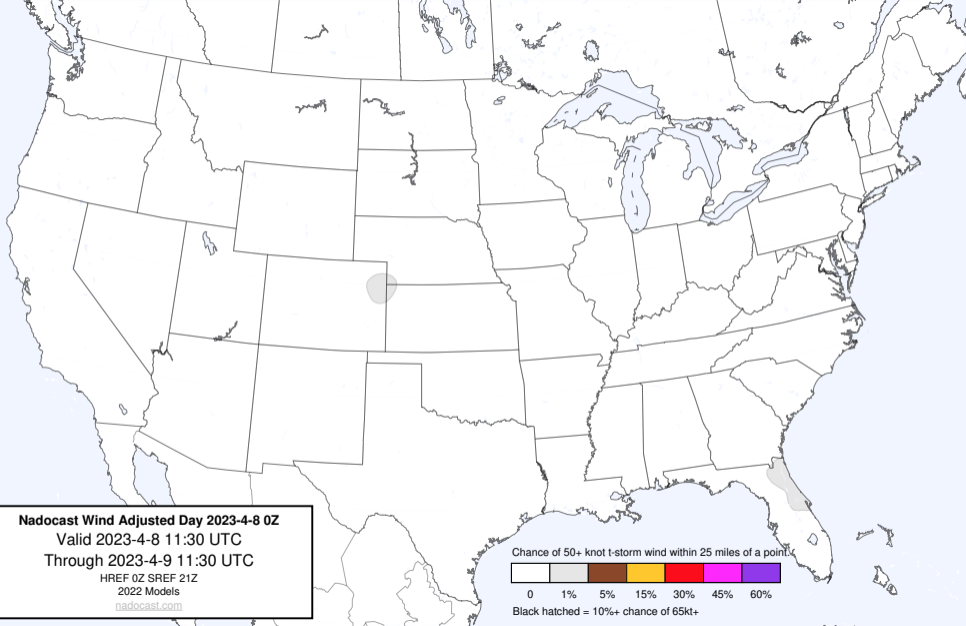 Nadocast Wind Adjusted Day 2023-4-8 0Z
Valid 2023-4-8 11:30 UTC
Through 2023-4-9 11:30 UTC
HREF 0Z SREF 21Z
2022 Models
nadocast.com
Chance of 50+ knot t-storm wind within 25 miles of a point.
0 1% 5% 15% 30% 45% 60%
Black hatched = 10%+ chance of 65kt+